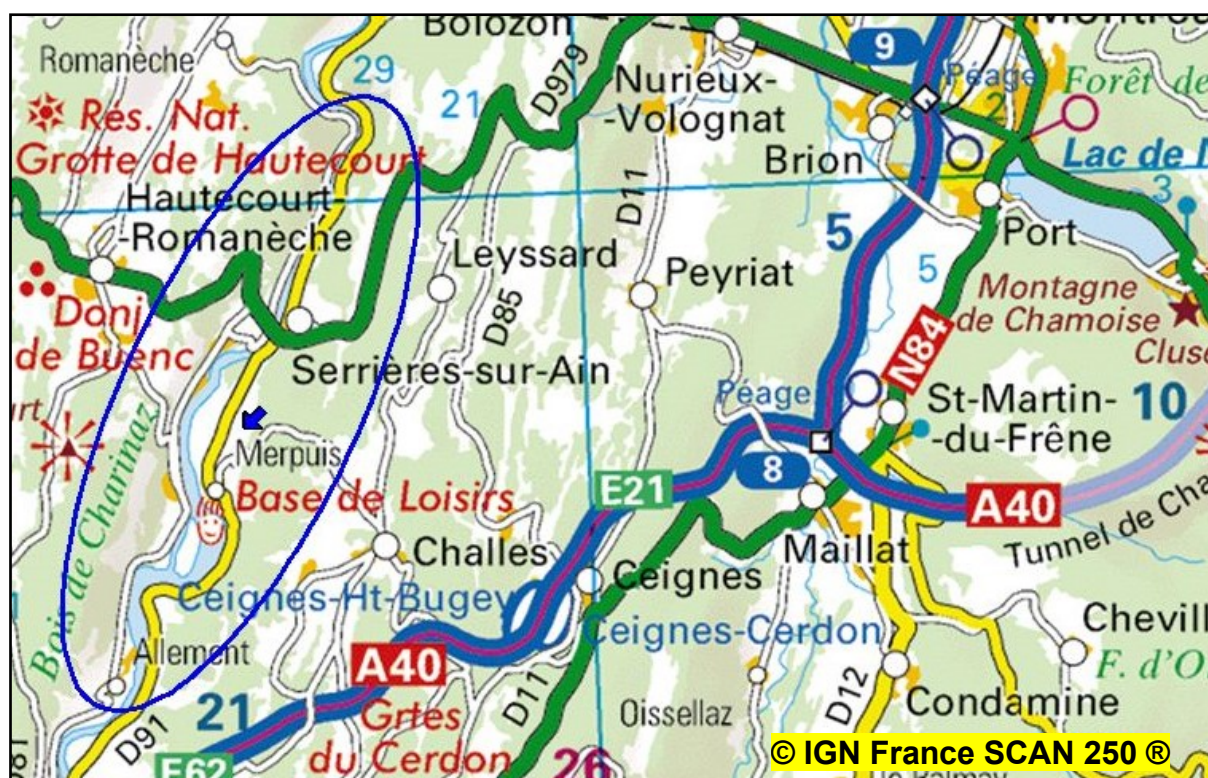 Bolozon
Romanèche
29
9
Péage
Forêt de
2
Rés. Nat.
21
D979
Nurieux-
-Volognat
Grotte de Hautecourt
Brion
Lac de
3
Hautecourt-
-Romanèche
D11
5
Port
Leyssard
Peyriat
5
Montagne
de Chamoise
Donj
de Buenc
D85
N84
Serrières-sur-Ain
Péage
St-Martin-
-du-Frêne
10
Merpuis
Base de Loisirs
E21
8
A40
Tunnel de Cha
Bois de Charinaz
Challes
Maillat
Ceignes
Ceignes-Ht-Bugey
Ceignes-Cerdon
Chevill
F. d'O
Allement
A40
21
D11
D12
Condamine
Grtes
du Cerdon
Oissellaz
D91
E62
26
© IGN France SCAN 250 ®